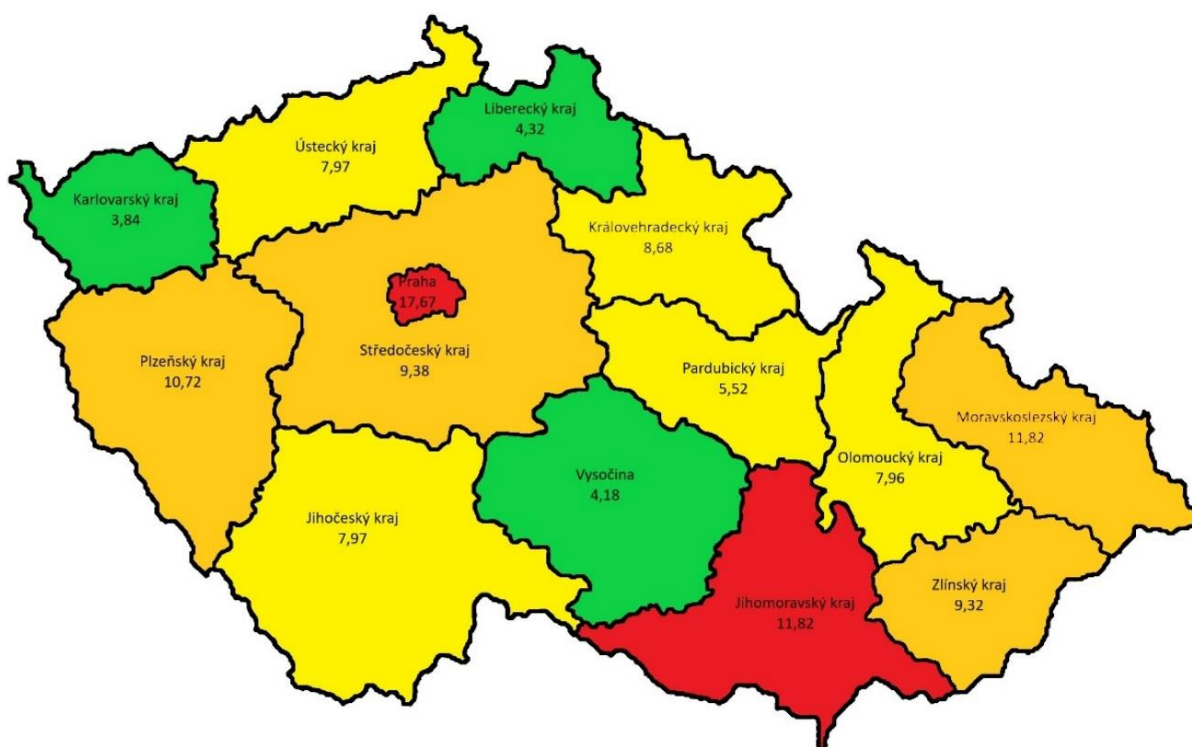 Liberecký kraj
4,32
Ústecký kraj
7,97
Karlovarský kraj
3,84
Královehradecký kraj
8,68
Praha
17,67
Středočeský kraj
9,38
Plzeňský kraj
10,72
Pardubický kraj
5,52
Moravskoslezský kraj
11,82
Olomoucký kraj
7,96
Vysočina
4,18
Jihočeský kraj
7,97
Zlínský kraj
9,32
Jihomoravský kraj
11,82